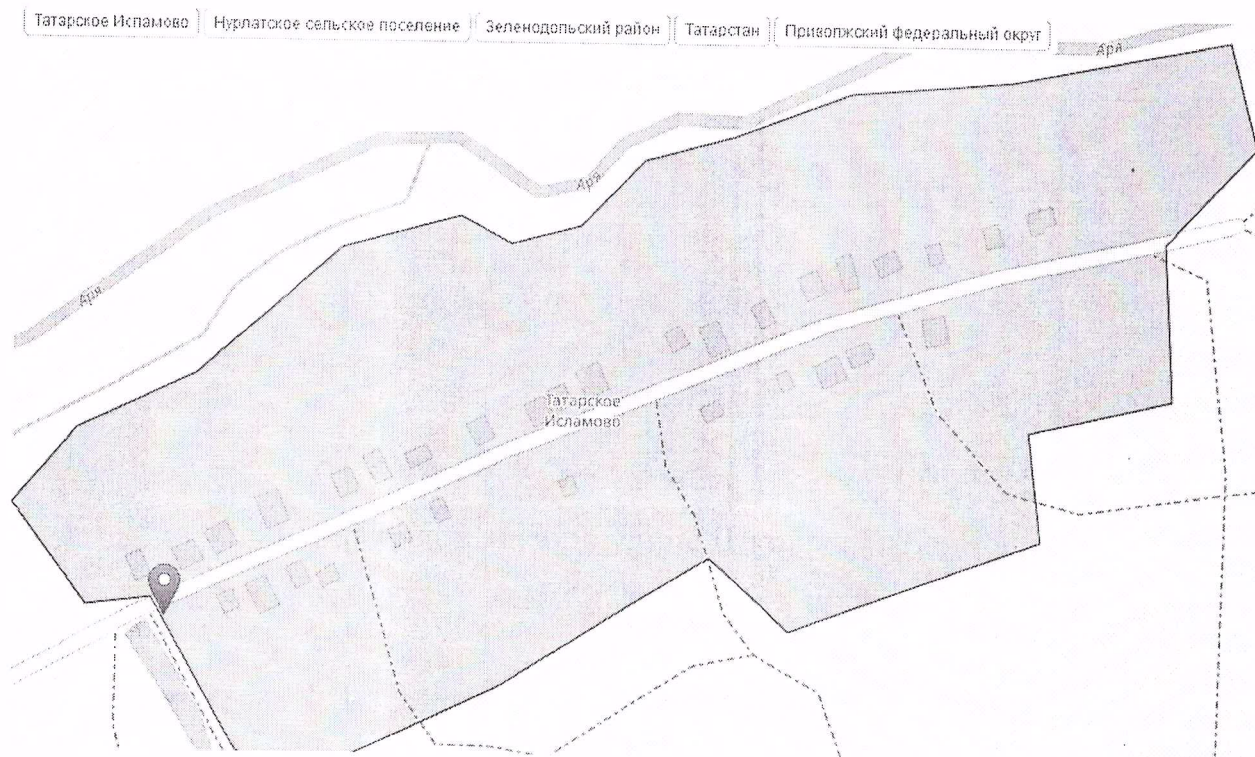 Татарское Исламово Нурлатское сельское поселение Зеленодольский район Татарстан Приволжский федеральный округ
Аря
Аря
Аря
Татарское
Исламово